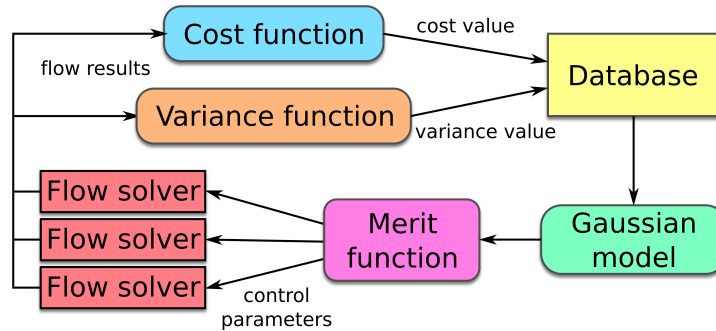 Cost function
cost value
flow results
Database
Variance function
variance value
Flow solver
Flow solver
Flow solver
Merit
function
Gaussian
model
control
parameters